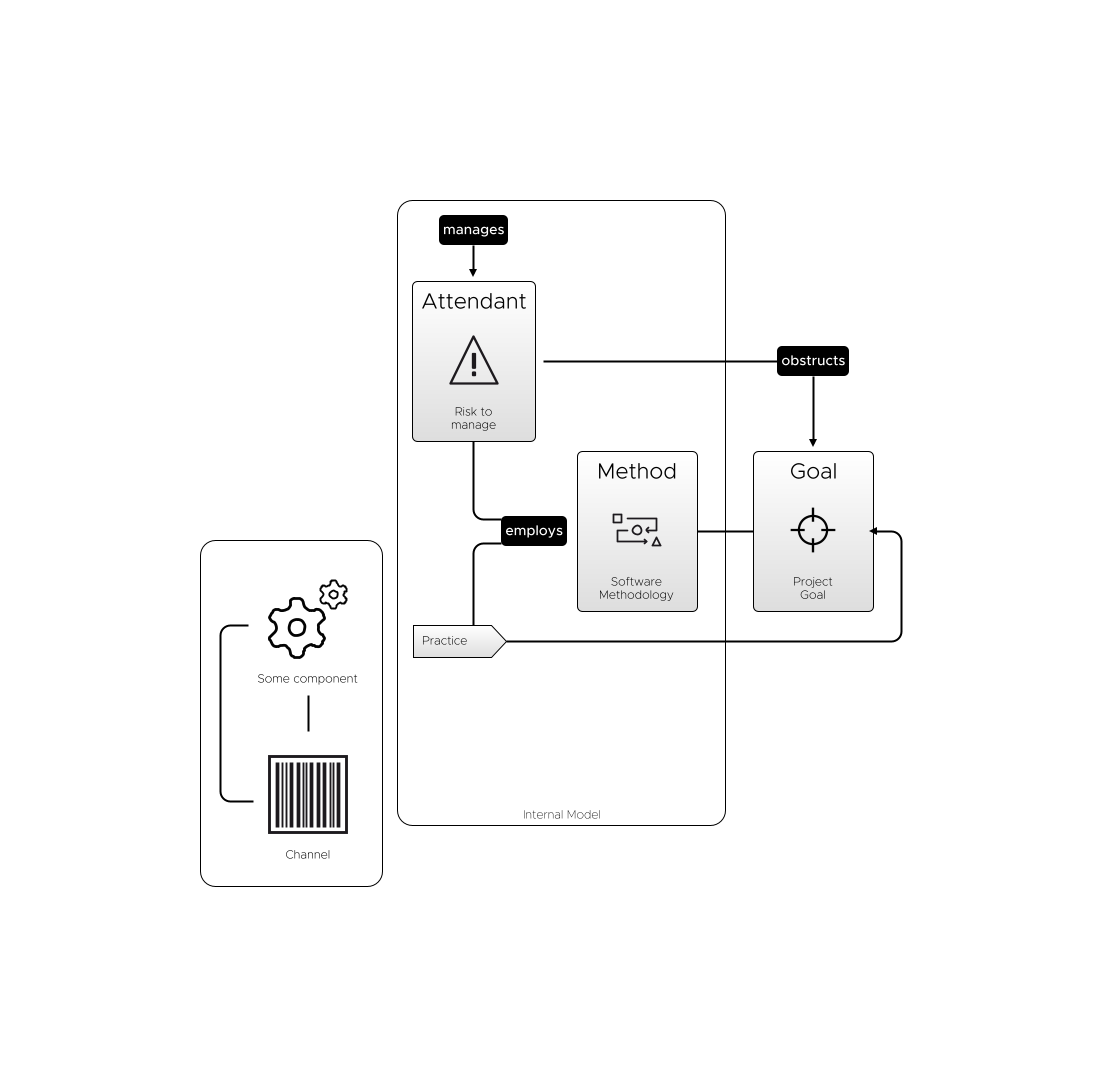 manages
Attendant
Risk to
manage
obstructs
Method
Software
Methodology
Goal
Project
Goal
employs
Practice
Some component
Channel
Internal Model